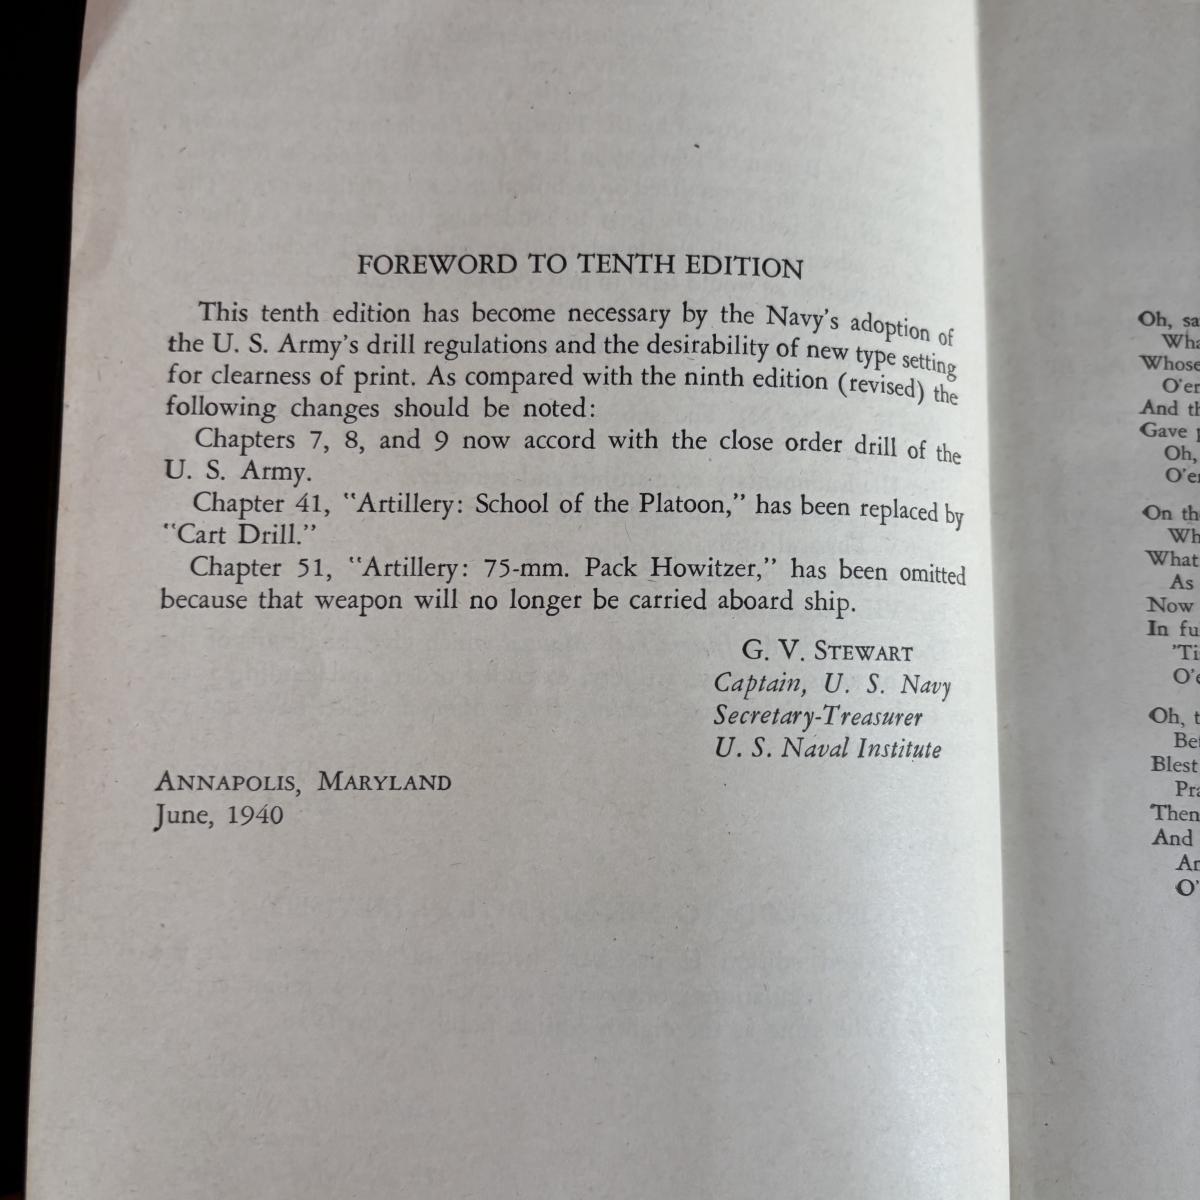 FOREWORD TO TENTH EDITION
This tenth edition has become necessary by the Navy's adoption of
the U. S. Army's drill regulations and the desirability of new type setting
for clearness of print. As compared with the ninth edition (revised) the
following changes should be noted:
Chapters 7, 8, and 9 now accord with the close order drill of the
U. S. Army.
Chapter 41, "Artillery: School of the Platoon," has been replaced by
"Cart Drill."
Chapter 51, "Artillery: 75-mm. Pack Howitzer," has been omitted
because that weapon will no longer be carried aboard ship.
G. V. STEWART
Captain, U. S. Navy
Secretary-Treasurer
U. S. Naval Institute
ANNAPOLIS, MARYLAND
June, 1940
Oh,
Whose
O'er
And
Gave
Oh,
O'er
On
What
As
Now
In
Oh,
Blest
Then
And